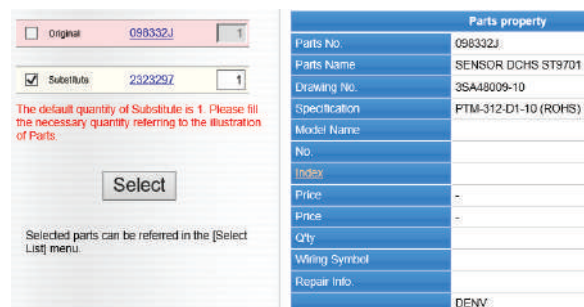 Original 098332J 1
Substitute 2323297 1
The default quantity of Substitute is 1. Please fill
the necessary quantity referring to the illustration
of Parts.
Select
Selected parts can be referred in the [Select
List] menu.
Parts property
Parts No. 098332J
Parts Name SENSOR DCHS ST9701
Drawing No. 3SA48009-10
Specification PTM-312-D1-10 (ROHS)
Model Name
No.
Index
Price -
Price -
Q'ty
Wiring Symbol
Repair Info.
DENV